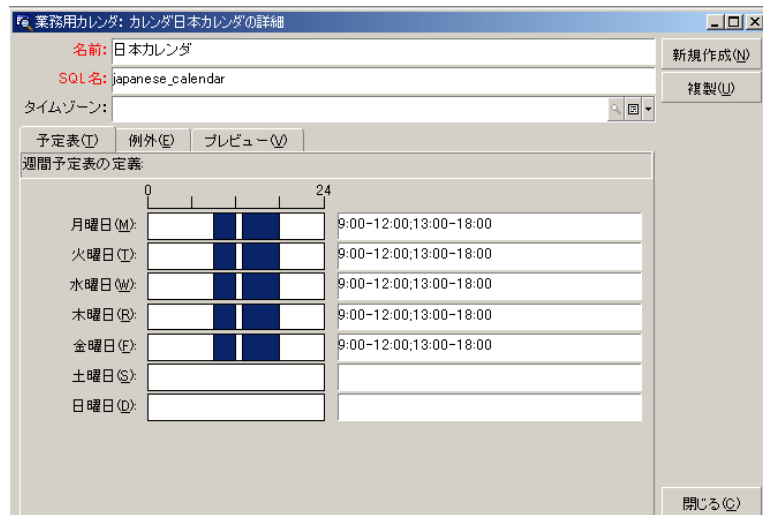 業務用カレンダ: カレンダ日本カレンダの詳細
名前: 日本カレンダ
新規作成(N)
SQL名: japanese_calendar
複製(U)
タイムゾーン:
予定表(T) 例外(E) プレビュー(V)
週間予定表の定義:
0 24
月曜日(M): 9:00-12:00;13:00-18:00
火曜日(T): 9:00-12:00;13:00-18:00
水曜日(W): 9:00-12:00;13:00-18:00
木曜日(R): 9:00-12:00;13:00-18:00
金曜日(F): 9:00-12:00;13:00-18:00
土曜日(S):
日曜日(D):
閉じる(C)